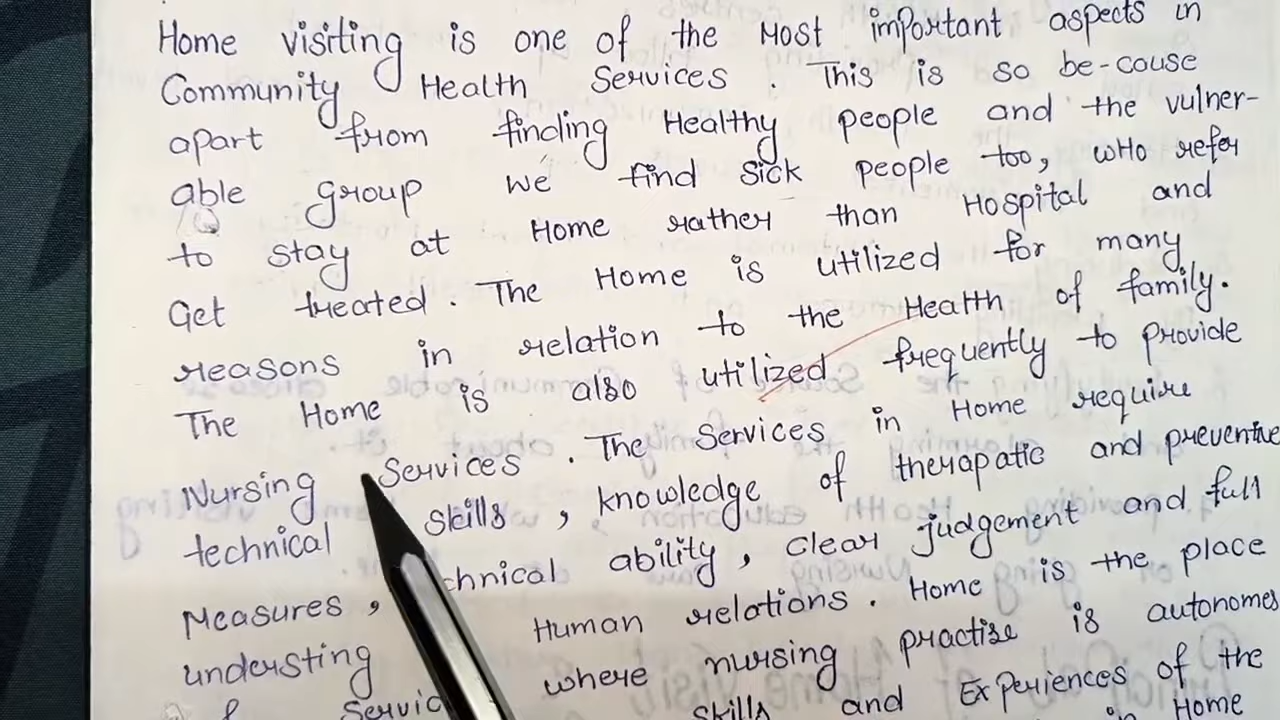 Home visiting is one of the most important aspects in
Community Health Services. This is so be-cause
apart from finding Healthy people and the vulner-
able group we find sick people too, who refer
to stay at Home rather than Hospital and
Get treated. The Home is utilized for many
reasons in relation to the Health of family.
The Home is also utilized frequently to provide
Nursing Services. The Services in Home require
technical skills, knowledge of therapatic and preventive
Measures, chnical ability, clear judgement and full
understing Human relations. Home is the place
where nursing practise is autonomes
Servic skills and Experiences of the
in Home